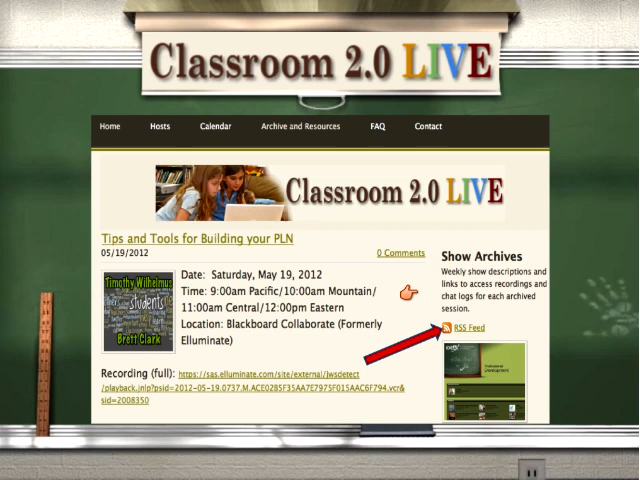 Classroom 2.0 LIVE
Home Hosts Calendar Archive and Resources FAQ Contact
Classroom 2.0 LIVE
Tips and Tools for Building your PLN
05/19/2012
0 Comments
Timothy Wilhelmus
students
Brett Clark
Date: Saturday, May 19, 2012
Time: 9:00am Pacific/10:00am Mountain/
11:00am Central/12:00pm Eastern
Location: Blackboard Collaborate (Formerly
Elluminate)
Recording (full): https://sas.elluminate.com/site/external/jwsdetect
/playback.jnlp?psid=2012-05-19.0737.M.ACE02B5F35AA7E7975F015AAC6F794.vcr&
sid=2008350
Show Archives
Weekly show descriptions and
links to access recordings and
chat logs for each archived
session.
RSS Feed